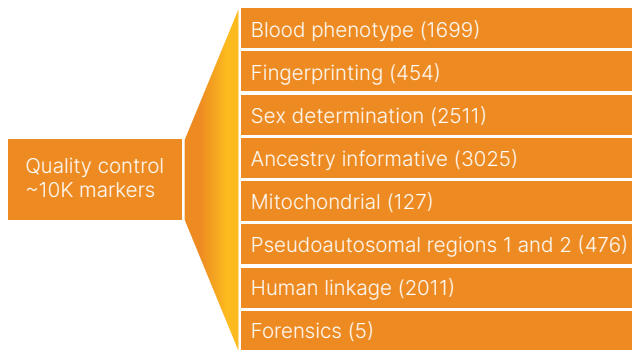 Quality control
~10K markers
Blood phenotype (1699)
Fingerprinting (454)
Sex determination (2511)
Ancestry informative (3025)
Mitochondrial (127)
Pseudoautosomal regions 1 and 2 (476)
Human linkage (2011)
Forensics (5)